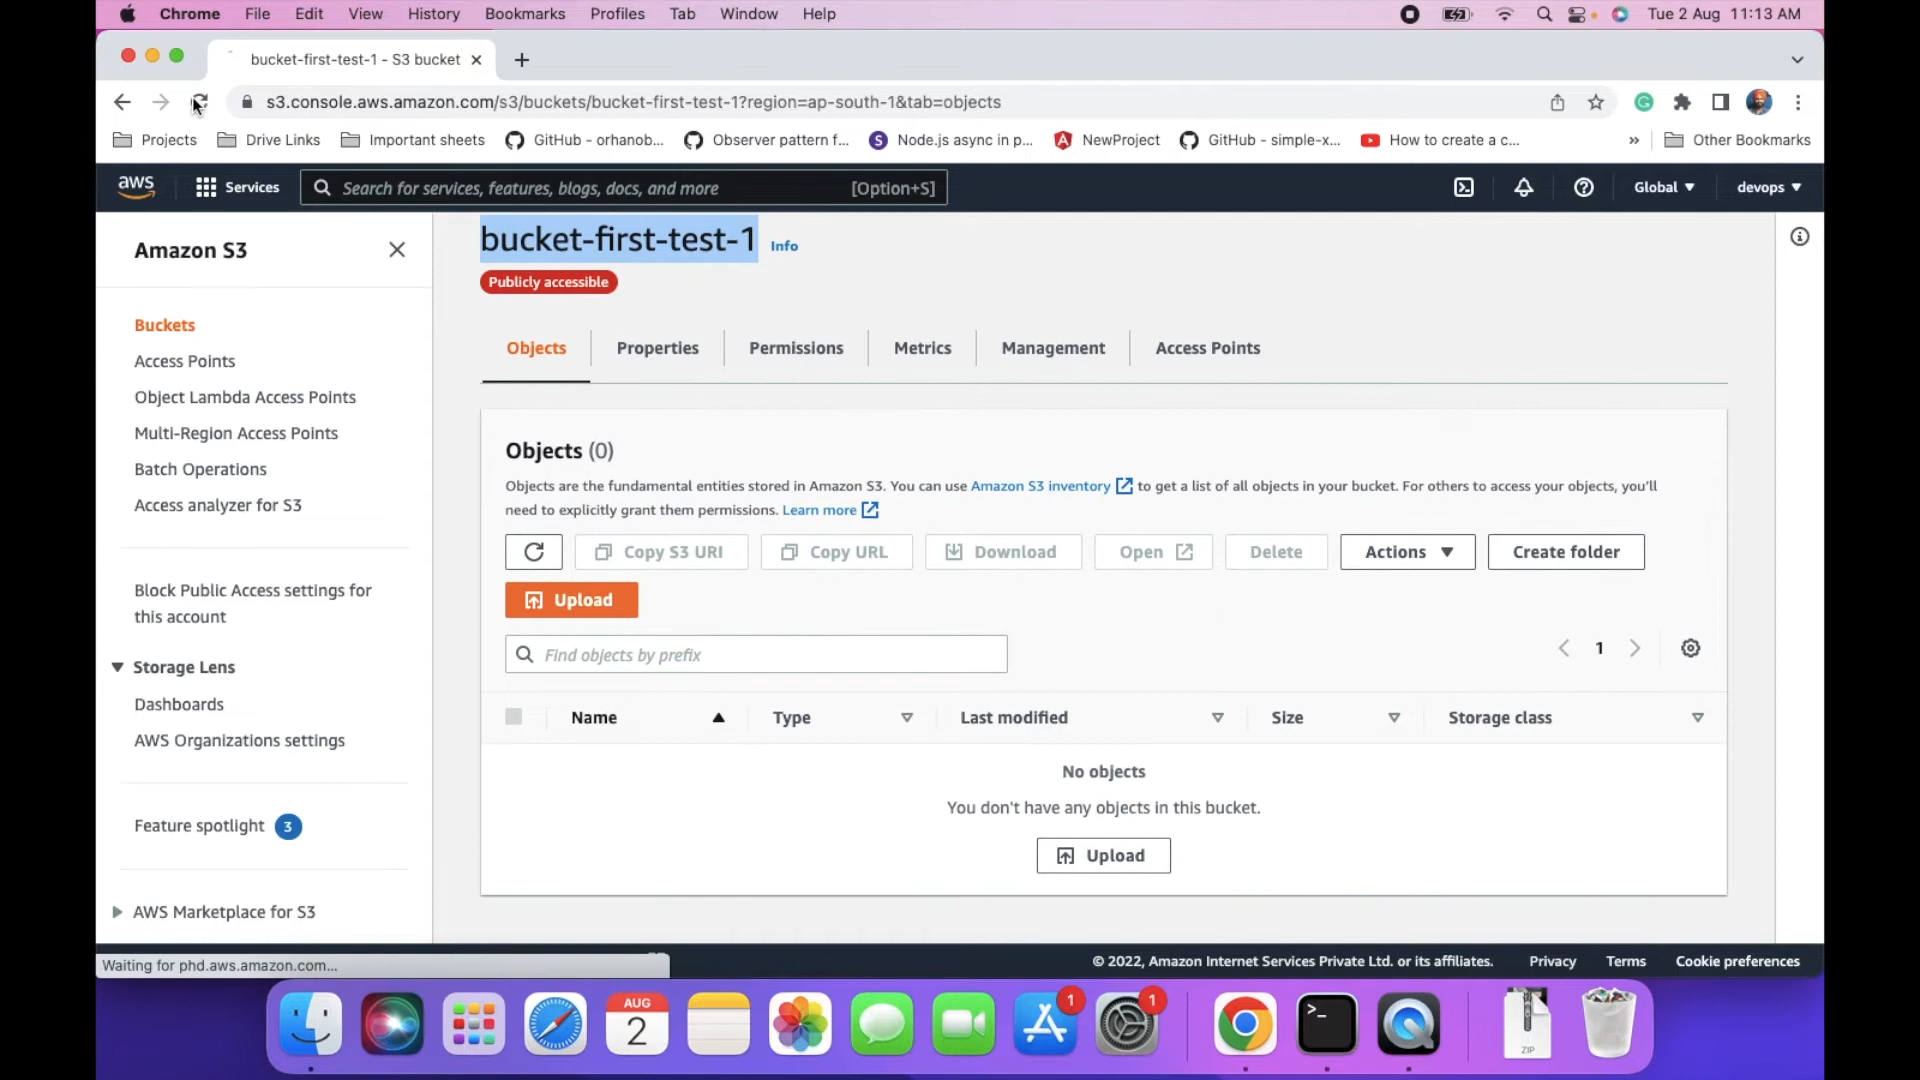 Chrome File Edit View History Bookmarks Profiles Tab Window Help Tue 2 Aug 11:13 AM
bucket-first-test-1 - S3 bucket
s3.console.aws.amazon.com/s3/buckets/bucket-first-test-1?region=ap-south-1&tab=objects
Projects Drive Links Important sheets GitHub - orhanob... Observer pattern f... S Node.js async in p... NewProject GitHub - simple-x... How to create a c... » Other Bookmarks
aws Services Search for services, features, blogs, docs, and more [Option+S] Global devops
Amazon S3
Buckets
Access Points
Object Lambda Access Points
Multi-Region Access Points
Batch Operations
Access analyzer for S3
Block Public Access settings for
this account
Storage Lens
Dashboards
AWS Organizations settings
Feature spotlight 3
AWS Marketplace for S3
bucket-first-test-1 Info
Publicly accessible
Objects Properties Permissions Metrics Management Access Points
Objects (0)
Objects are the fundamental entities stored in Amazon S3. You can use Amazon S3 inventory to get a list of all objects in your bucket. For others to access your objects, you'll
need to explicitly grant them permissions. Learn more
Copy S3 URI Copy URL Download Open Delete Actions Create folder
Upload
Find objects by prefix 1
Name Type Last modified Size Storage class
No objects
You don't have any objects in this bucket.
Upload
Waiting for phd.aws.amazon.com... © 2022, Amazon Internet Services Private Ltd. or its affiliates. Privacy Terms Cookie preferences
AUG
2
1
1
>_
ZIP